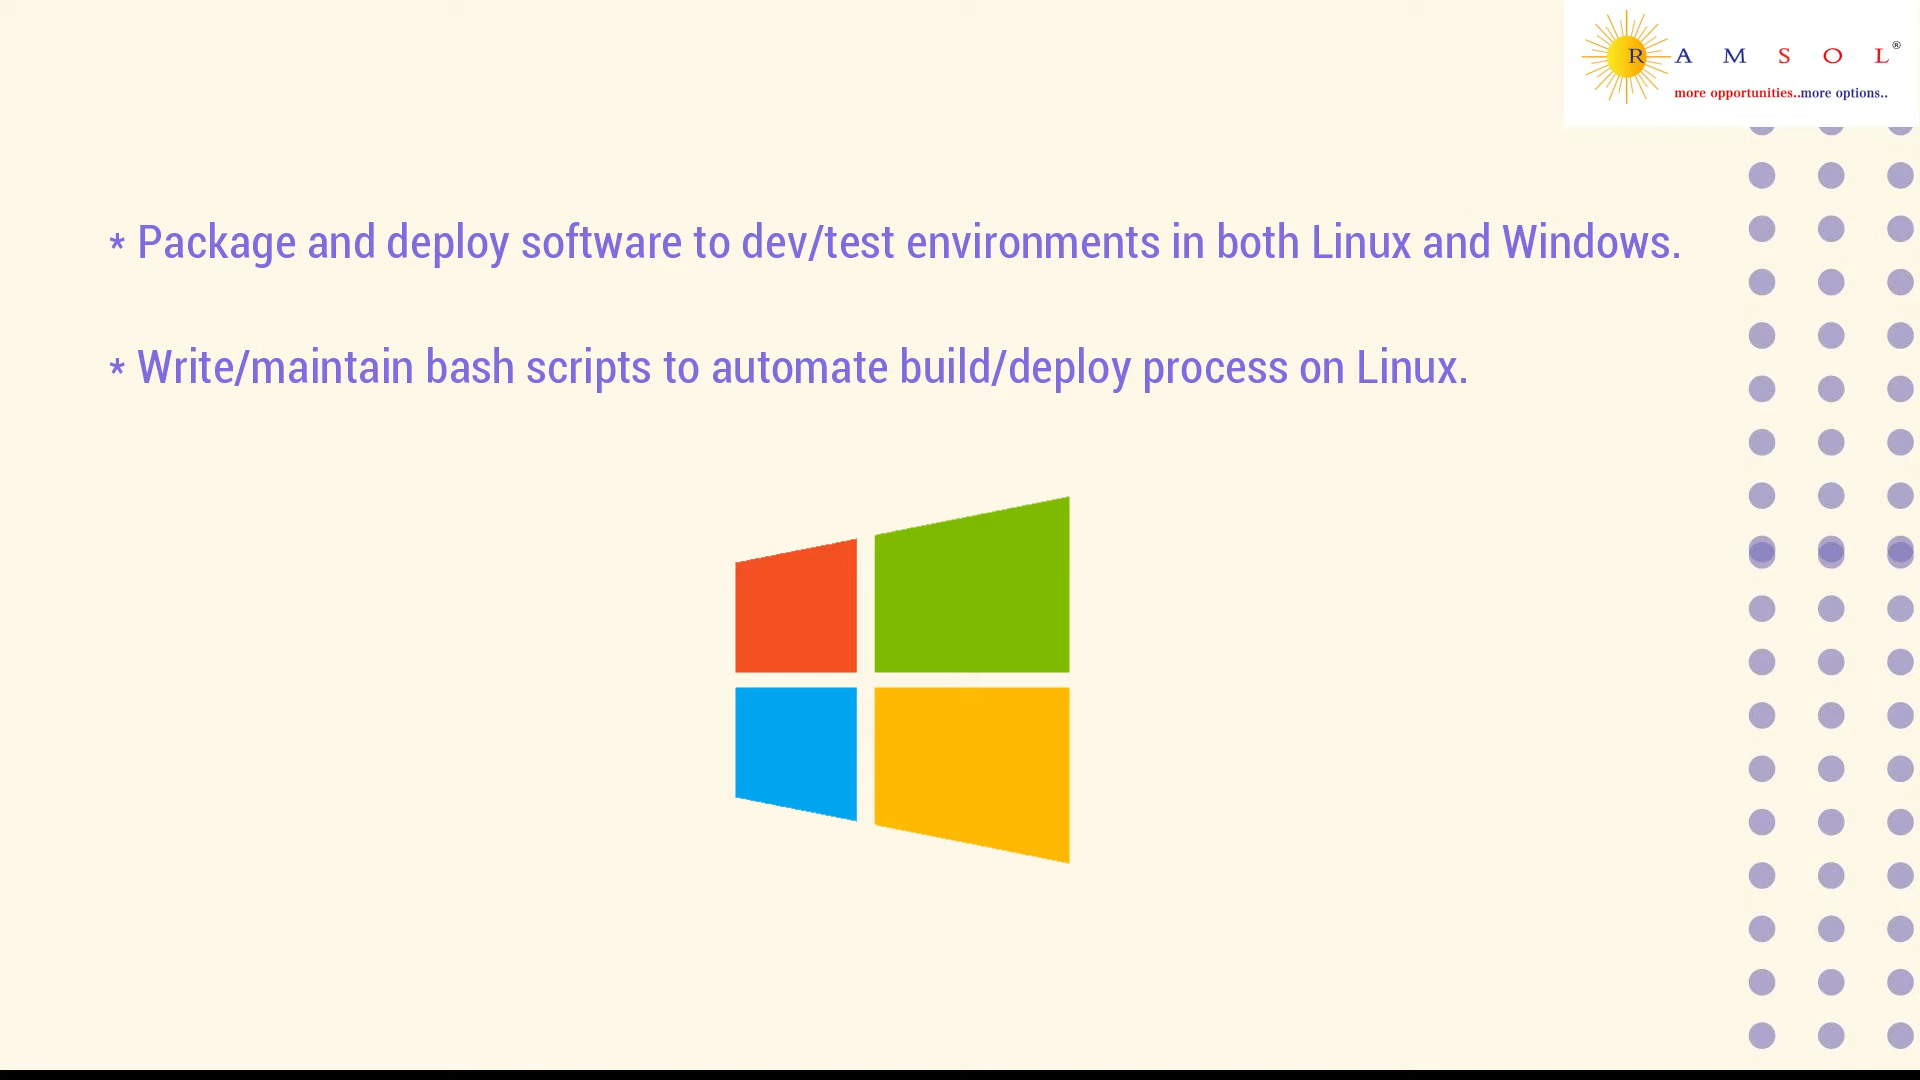 R A M S O L®
more opportunities..more options..
* Package and deploy software to dev/test environments in both Linux and Windows.
* Write/maintain bash scripts to automate build/deploy process on Linux.